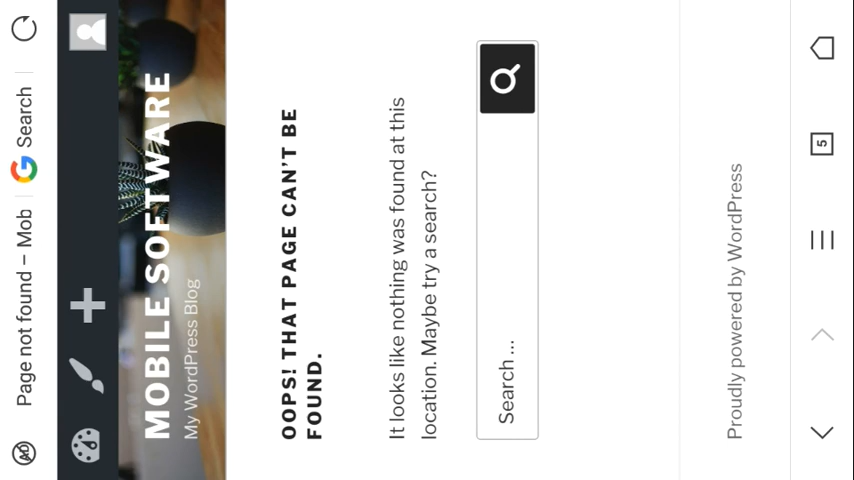 Page not found – Mob
Search
MOBILE SOFTWARE
My WordPress Blog
OOPS! THAT PAGE CAN'T BE
FOUND.
It looks like nothing was found at this
location. Maybe try a search?
Search …
Proudly powered by WordPress
5